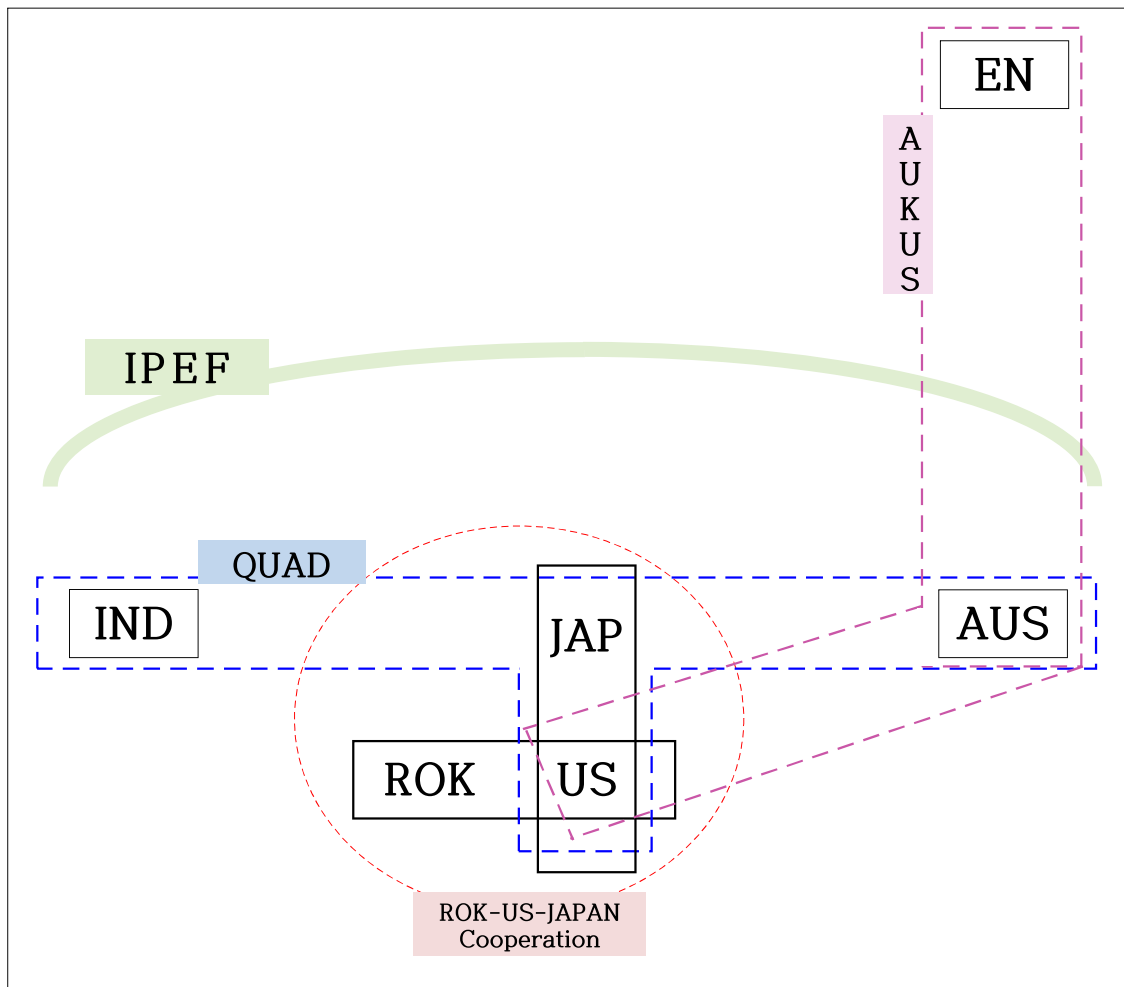 EN
A
U
K
U
S
IPEF
QUAD
IND
JAP
AUS
ROK
US
ROK-US-JAPAN
Cooperation